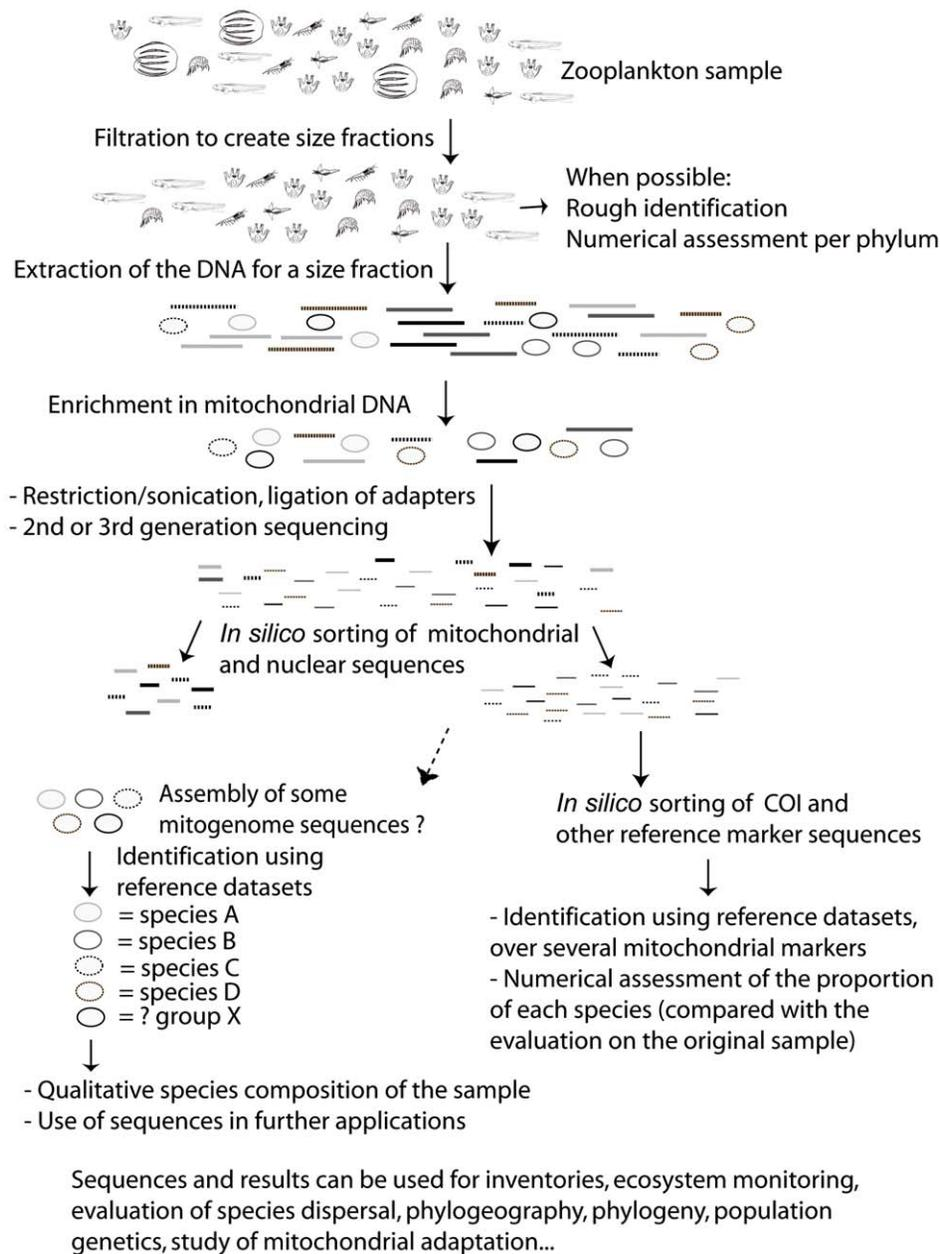 Zooplankton sample
Filtration to create size fractions
When possible:
Rough identification
Numerical assessment per phylum
Extraction of the DNA for a size fraction
Enrichment in mitochondrial DNA
- Restriction/sonication, ligation of adapters
- 2nd or 3rd generation sequencing
In silico sorting of mitochondrial
and nuclear sequences
Assembly of some
mitogenome sequences ?
Identification using
reference datasets
= species A
= species B
= species C
= species D
= ? group X
- Qualitative species composition of the sample
- Use of sequences in further applications
In silico sorting of COI and
other reference marker sequences
- Identification using reference datasets,
over several mitochondrial markers
- Numerical assessment of the proportion
of each species (compared with the
evaluation on the original sample)
Sequences and results can be used for inventories, ecosystem monitoring,
evaluation of species dispersal, phylogeography, phylogeny, population
genetics, study of mitochondrial adaptation...